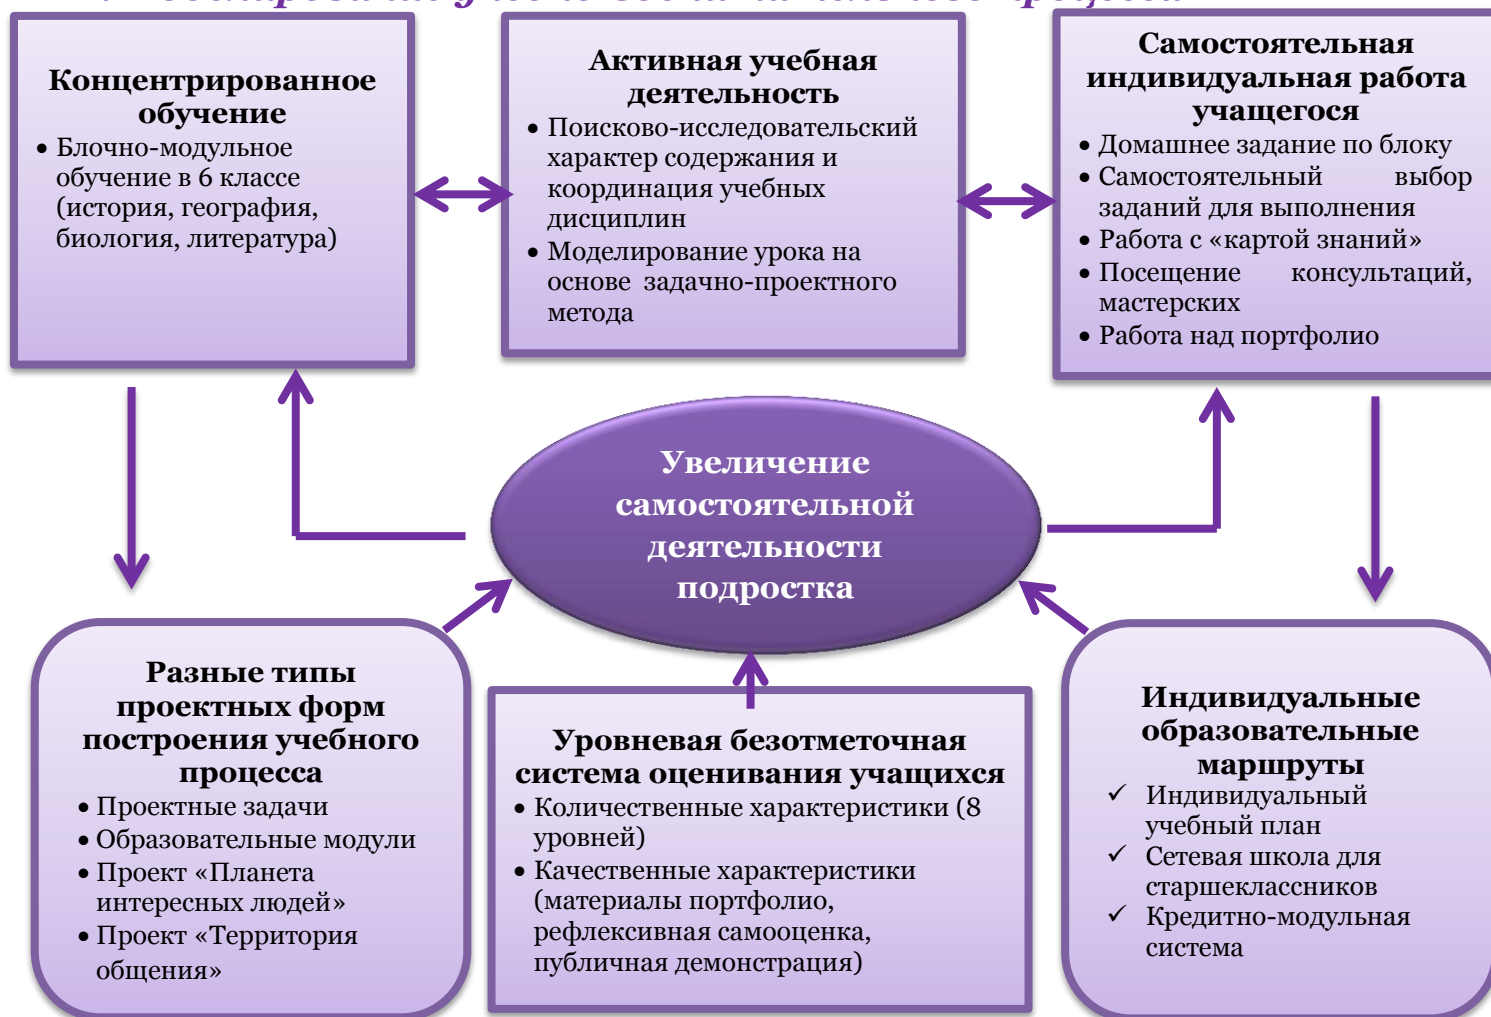 Концентрированное
обучение
• Блочно-модульное
обучение в 6 классе
(история, география,
биология, литература)
Активная учебная
деятельность
• Поисково-исследовательский
характер содержания и
координация учебных
дисциплин
• Моделирование урока на
основе задачно-проектного
метода
Самостоятельная
индивидуальная работа
учащегося
• Домашнее задание по блоку
• Самостоятельный выбор
заданий для выполнения
• Работа с «картой знаний»
• Посещение консультаций,
мастерских
• Работа над портфолио
Увеличение
самостоятельной
деятельности
подростка
Разные типы
проектных форм
построения учебного
процесса
• Проектные задачи
• Образовательные модули
• Проект «Планета
интересных людей»
• Проект «Территория
общения»
Уровневая безотметочная
система оценивания учащихся
• Количественные характеристики (8
уровней)
• Качественные характеристики
(материалы портфолио,
рефлексивная самооценка,
публичная демонстрация)
Индивидуальные
образовательные
маршруты
✓ Индивидуальный
учебный план
✓ Сетевая школа для
старшеклассников
✓ Кредитно-модульная
система